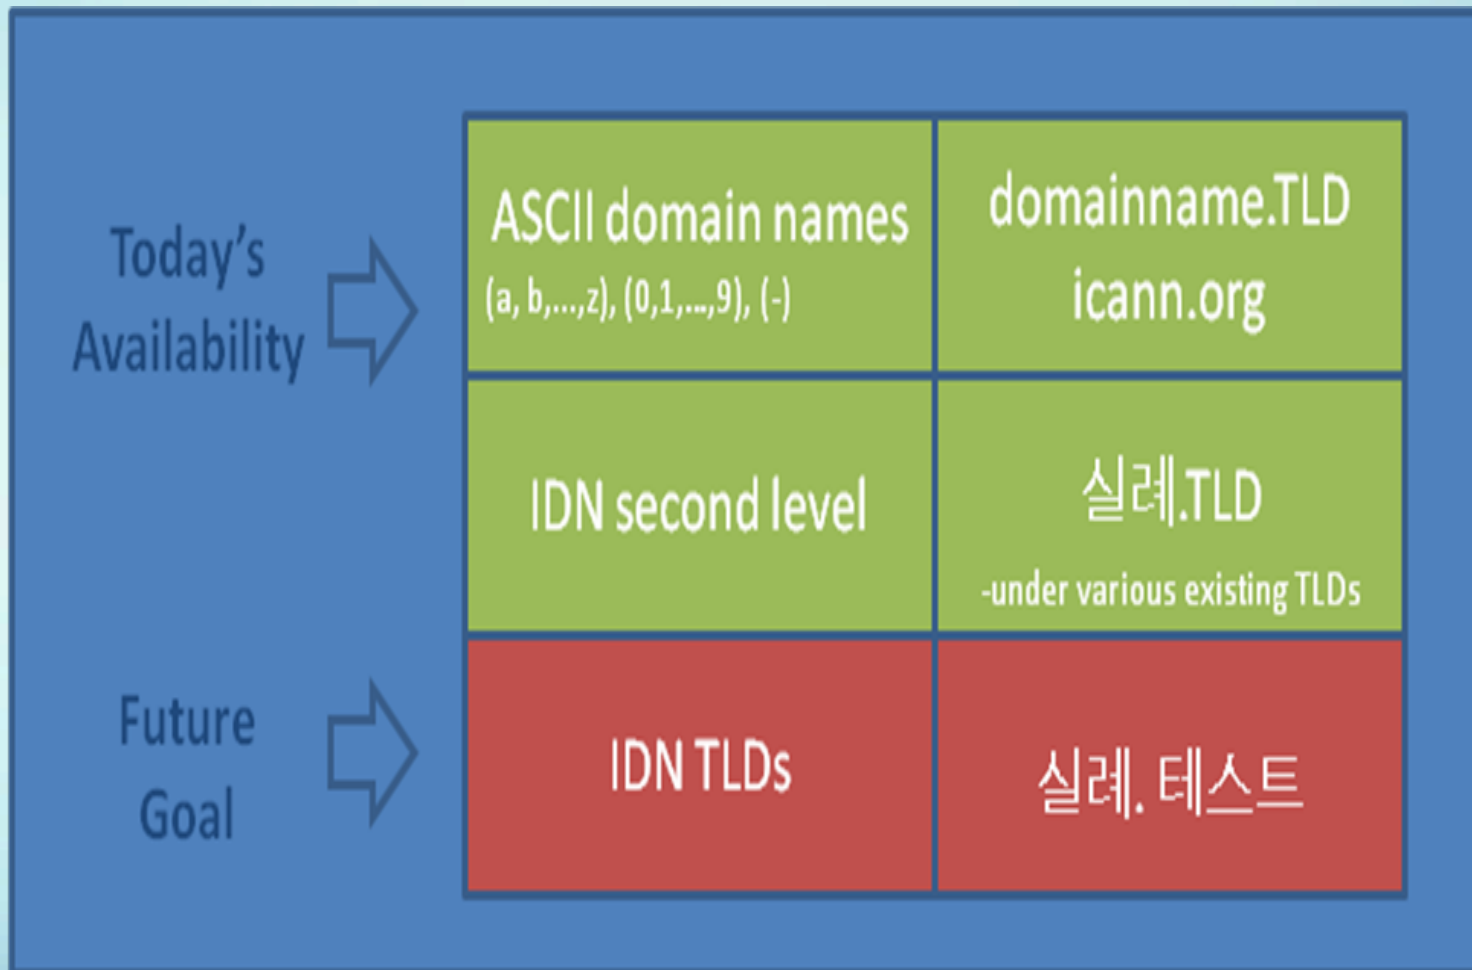 Today's
Availability
ASCII domain names
(a, b,...,z), (0,1,...,9), (-)
domainname.TLD
icann.org
IDN second level
실례.TLD
-under various existing TLDs
Future
Goal
IDN TLDs
실례. 테스트